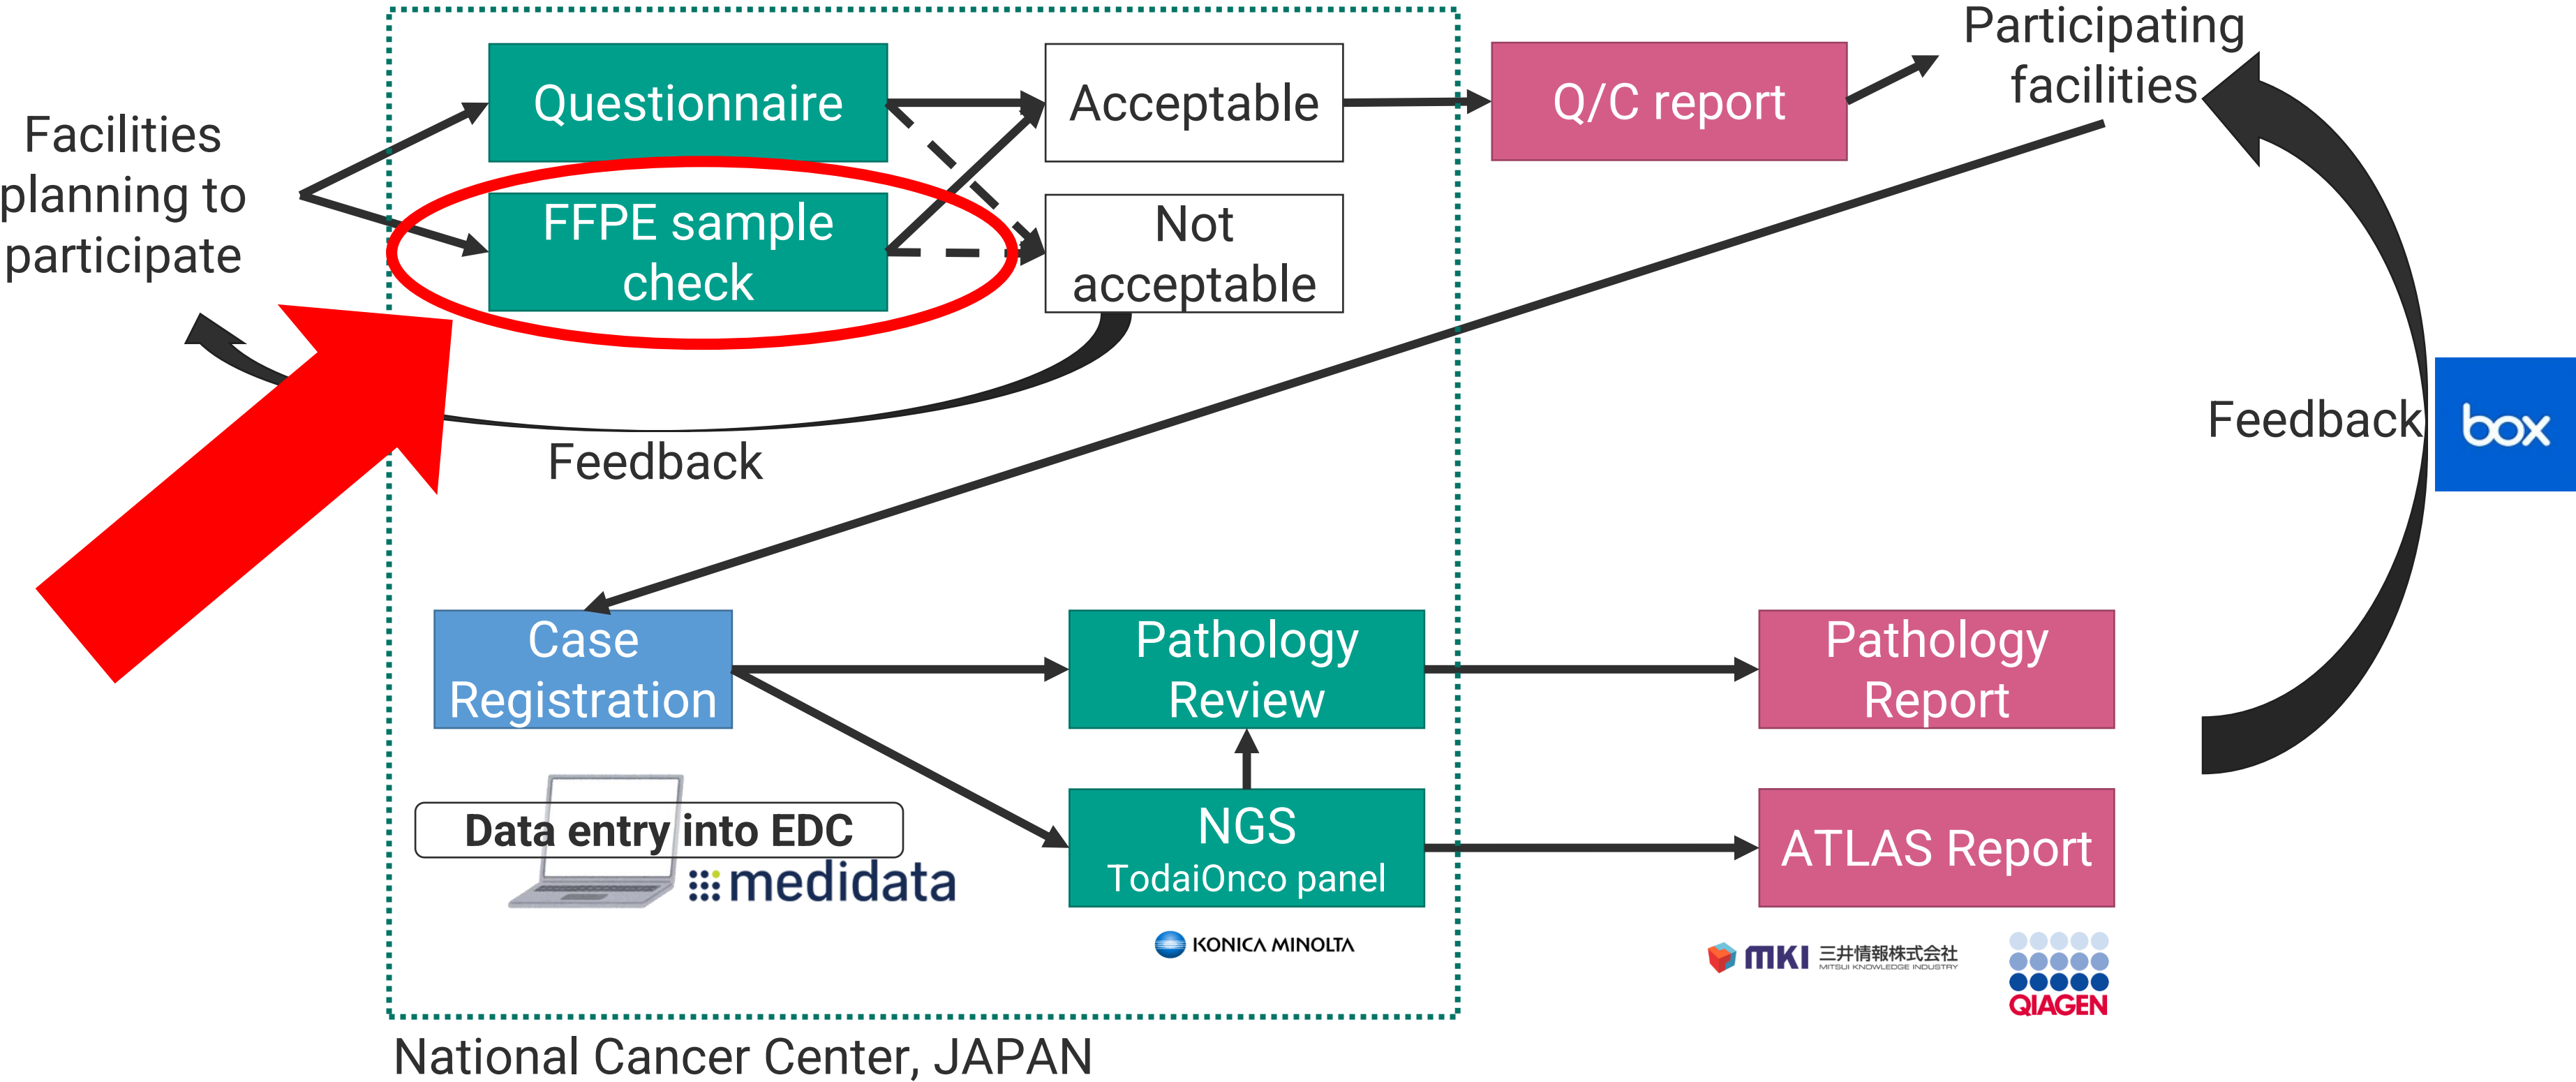 Facilities
planning to
participate
Questionnaire
FFPE sample
check
Acceptable
Not
acceptable
Q/C report
Participating
facilities
Feedback
Feedback
box
Case
Registration
Pathology
Review
Pathology
Report
Data entry into EDC
medidata
NGS
TodaiOnco panel
ATLAS Report
KONICA MINOLTA
MKI 三井情報株式会社
MITSUI KNOWLEDGE INDUSTRY
QIAGEN
National Cancer Center, JAPAN